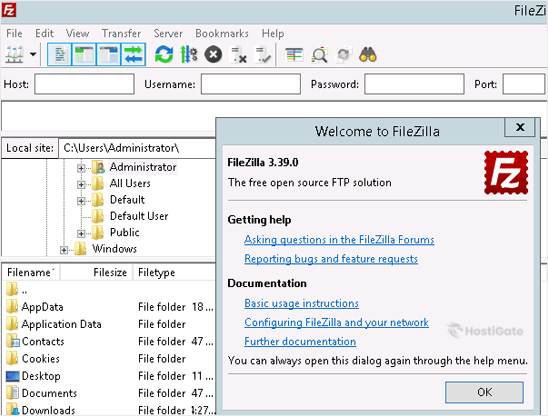 FileZi
File Edit View Transfer Server Bookmarks Help
Host: Username: Password: Port:
Local site: C:\Users\Administrator\
Administrator
All Users
Default
Default User
Public
Windows
Welcome to FileZilla
x
FileZilla 3.39.0
The free open source FTP solution
Fz
Getting help
Asking questions in the FileZilla Forums
Reporting bugs and feature requests
Documentation
Basic usage instructions
Configuring FileZilla and your network
Further documentation
You can always open this dialog again through the help menu.
OK
HOSTIGATE
Filename Filesize Filetype
..
AppData File folder 18 ...
Application Data File folder
Contacts File folder 47 ...
Cookies File folder
Desktop File folder 27 ...
Documents File folder 47 ...
Downloads File folder 4:27...